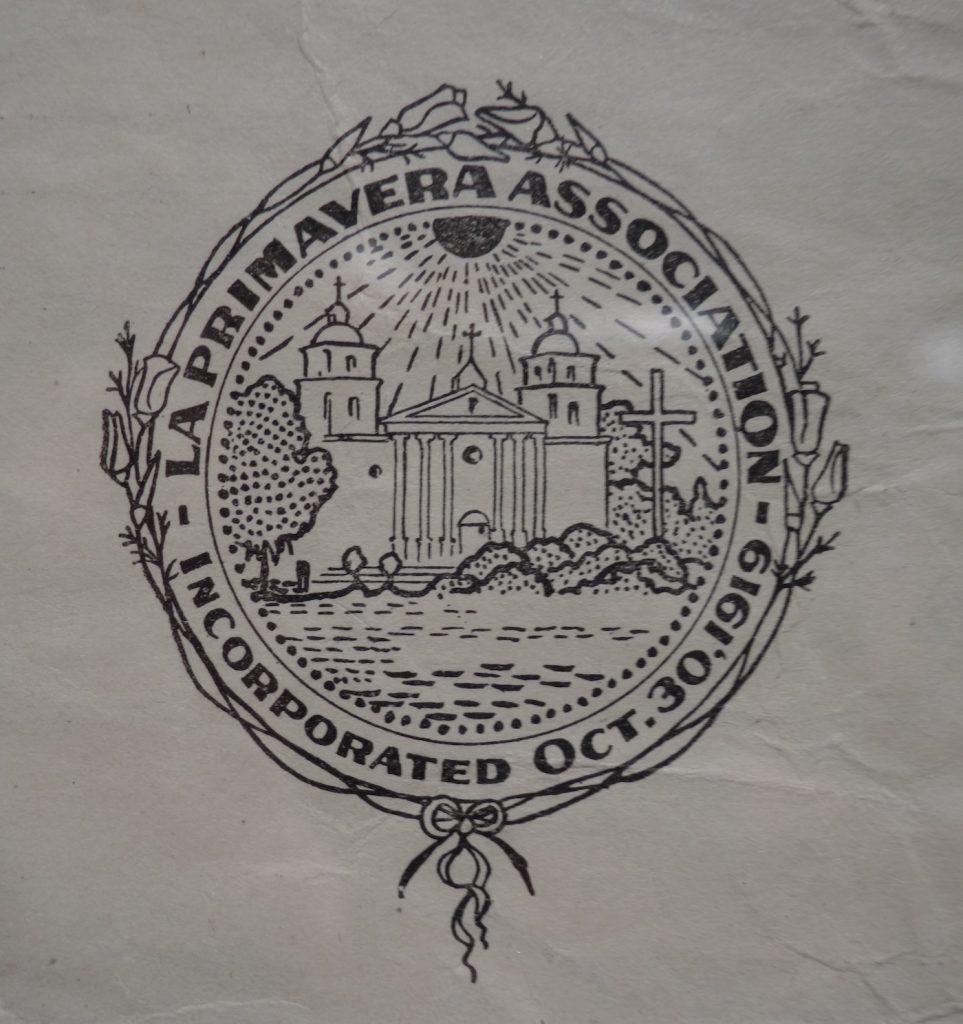 LA PRIMAVERA ASSOCIATION
- INCORPORATED OCT. 30, 1919 -